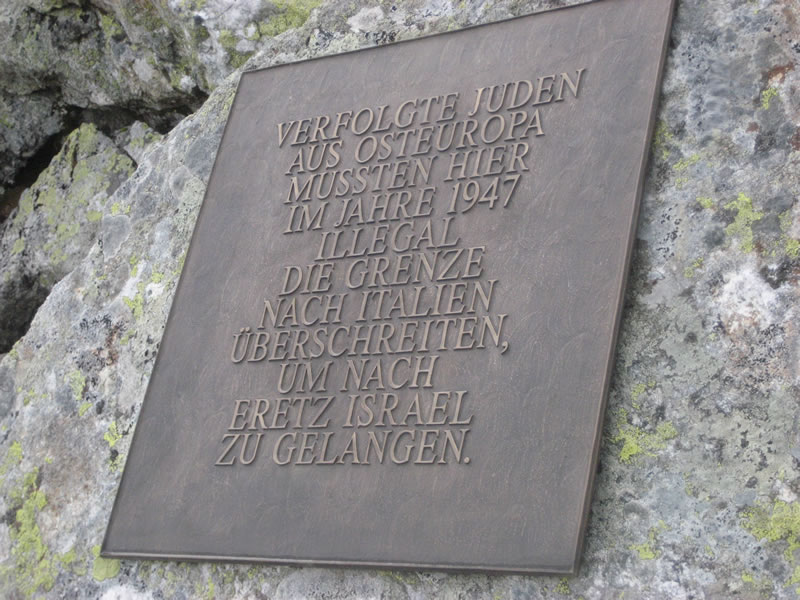 VERFOLGTE JUDEN
AUS OSTEUROPA
MUSSTEN HIER
IM JAHRE 1947
ILLEGAL
DIE GRENZE
NACH ITALIEN
ÜBERSCHREITEN,
UM NACH
ERETZ ISRAEL
ZU GELANGEN.